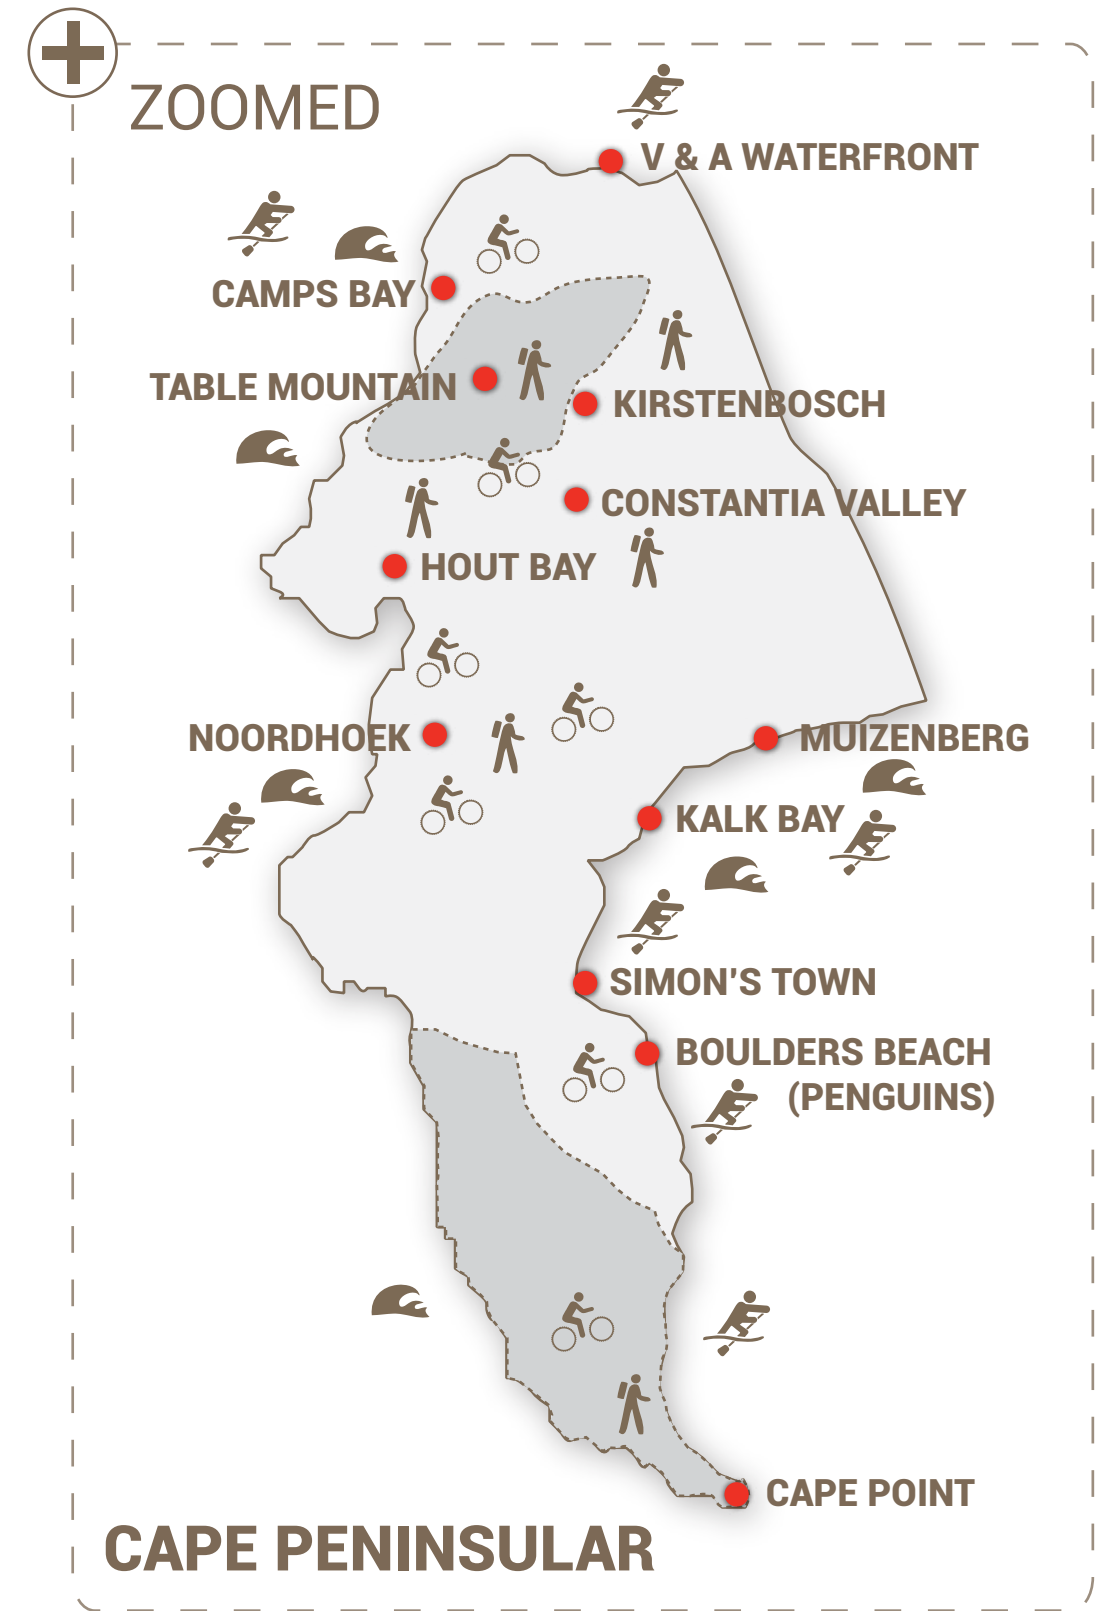 ZOOMED
V & A WATERFRONT
CAMPS BAY
TABLE MOUNTAIN
KIRSTENBOSCH
CONSTANTIA VALLEY
HOUT BAY
NOORDHOEK
MUIZENBERG
KALK BAY
SIMON'S TOWN
BOULDERS BEACH
(PENGUINS)
CAPE POINT
CAPE PENINSULAR